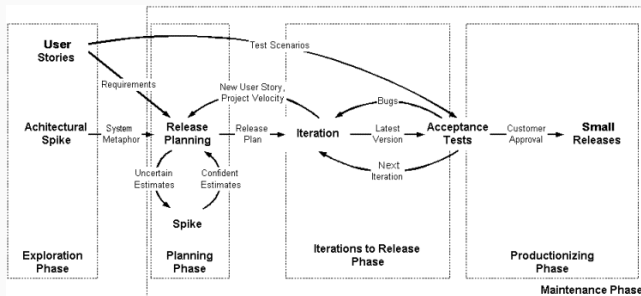 User
Stories
Test Scenarios
Requirements
New User Story,
Project Velocity
Bugs
Achitectural
Spike
System
Metaphor
Release
Planning
Release
Plan
Iteration
Latest
Version
Acceptance
Tests
Customer
Approval
Small
Releases
Next
Iteration
Uncertain
Estimates
Confident
Estimates
Spike
Exploration
Phase
Planning
Phase
Iterations to Release
Phase
Productionizing
Phase
Maintenance Phase